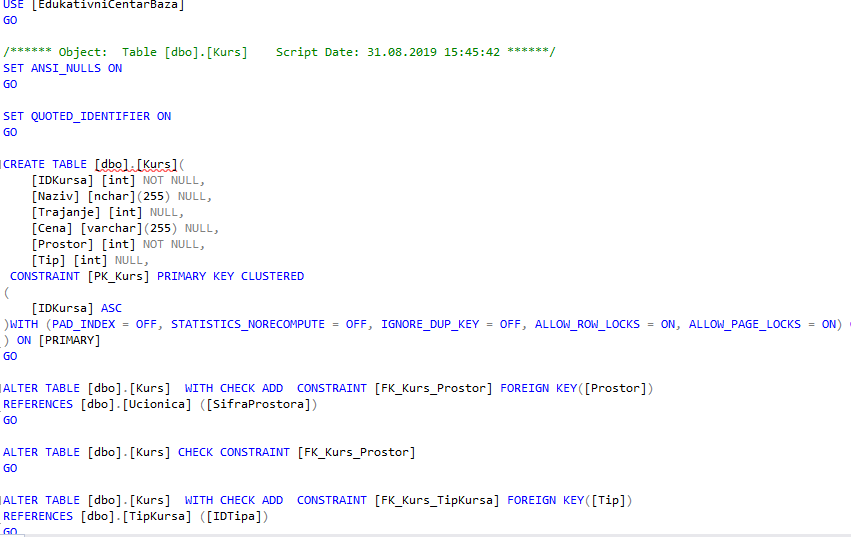 USE [EdukativniCentarBaza]
GO
/****** Object:  Table [dbo].[Kurs]    Script Date: 31.08.2019 15:45:42 ******/
SET ANSI_NULLS ON
GO
SET QUOTED_IDENTIFIER ON
GO
CREATE TABLE [dbo].[Kurs](
    [IDKursa] [int] NOT NULL,
    [Naziv] [nchar](255) NULL,
    [Trajanje] [int] NULL,
    [Cena] [varchar](255) NULL,
    [Prostor] [int] NOT NULL,
    [Tip] [int] NULL,
 CONSTRAINT [PK_Kurs] PRIMARY KEY CLUSTERED
(
    [IDKursa] ASC
)WITH (PAD_INDEX = OFF, STATISTICS_NORECOMPUTE = OFF, IGNORE_DUP_KEY = OFF, ALLOW_ROW_LOCKS = ON, ALLOW_PAGE_LOCKS = ON)
) ON [PRIMARY]
GO
ALTER TABLE [dbo].[Kurs]  WITH CHECK ADD  CONSTRAINT [FK_Kurs_Prostor] FOREIGN KEY([Prostor])
REFERENCES [dbo].[Ucionica] ([SifraProstora])
GO
ALTER TABLE [dbo].[Kurs] CHECK CONSTRAINT [FK_Kurs_Prostor]
GO
ALTER TABLE [dbo].[Kurs]  WITH CHECK ADD  CONSTRAINT [FK_Kurs_TipKursa] FOREIGN KEY([Tip])
REFERENCES [dbo].[TipKursa] ([IDTipa])
GO